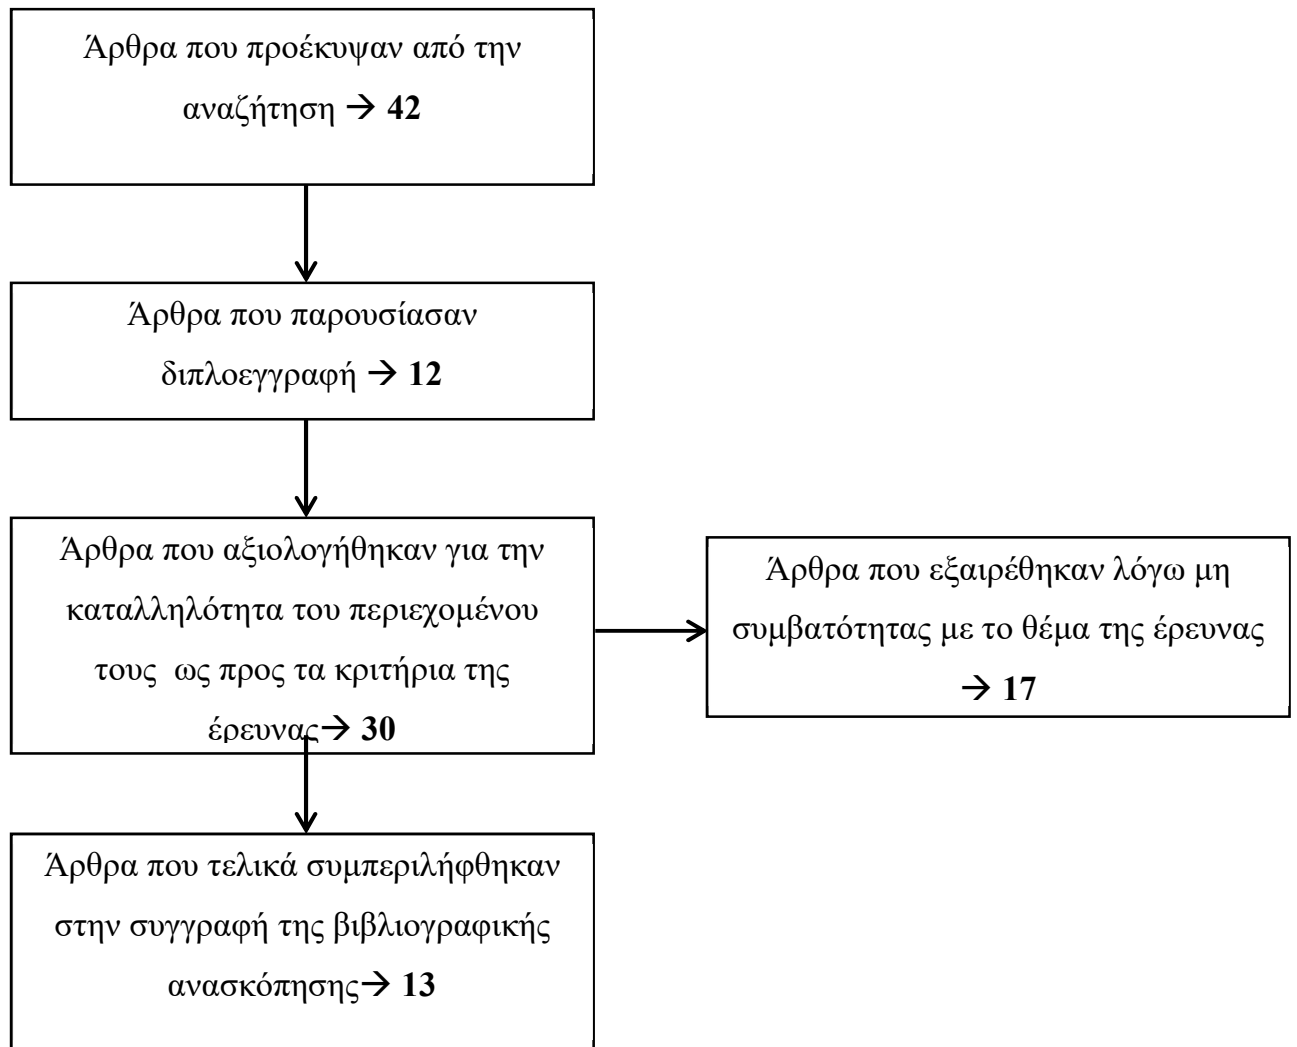 Άρθρα που προέκυψαν από την
αναζήτηση → 42
Άρθρα που παρουσίασαν
διπλοεγγραφή → 12
Άρθρα που αξιολογήθηκαν για την
καταλληλότητα του περιεχομένου
τους ως προς τα κριτήρια της
έρευνας→ 30
Άρθρα που εξαιρέθηκαν λόγω μη
συμβατότητας με το θέμα της έρευνας
→ 17
Άρθρα που τελικά συμπεριλήφθηκαν
στην συγγραφή της βιβλιογραφικής
ανασκόπησης→ 13